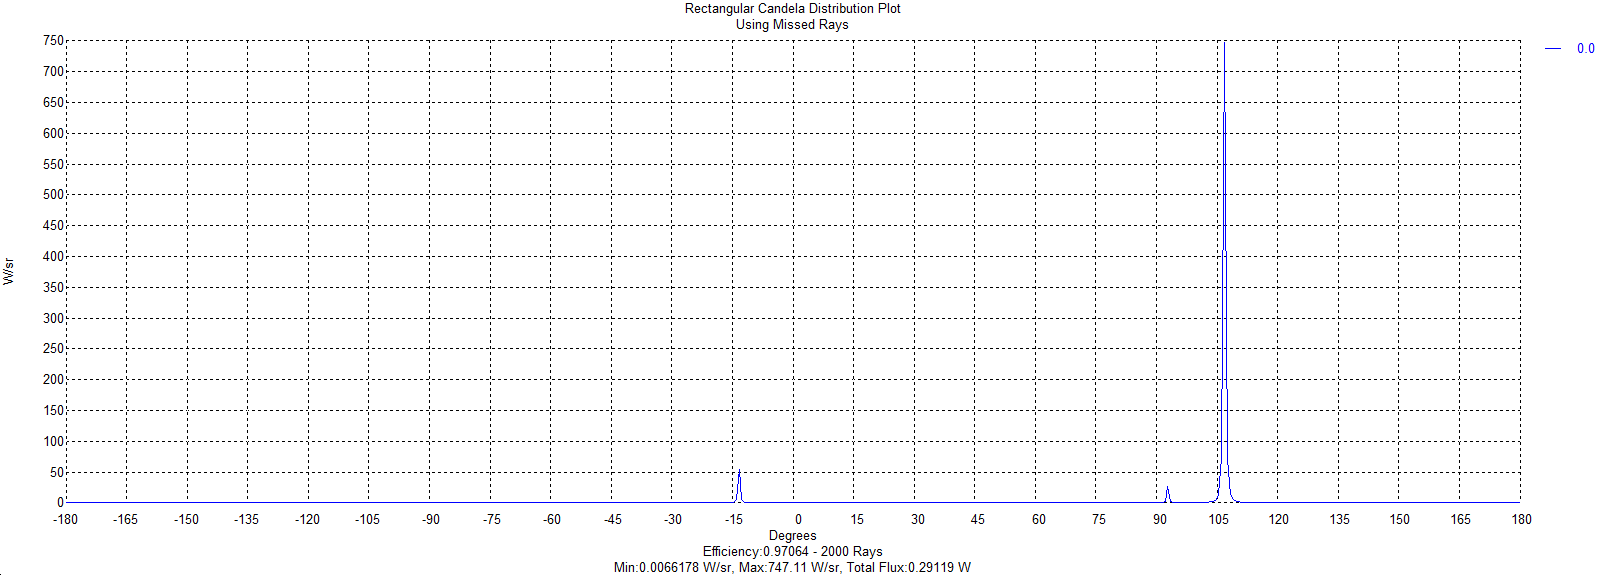 Rectangular Candela Distribution Plot
Using Missed Rays
750
700
650
600
550
500
450
400
350
300
250
200
150
100
50
0
W/sr
-180 -165 -150 -135 -120 -105 -90 -75 -60 -45 -30 -15 0 15 30 45 60 75 90 105 120 135 150 165 180
Degrees
Efficiency:0.97064 - 2000 Rays
Min:0.0066178 W/sr, Max:747.11 W/sr, Total Flux:0.29119 W
0.0